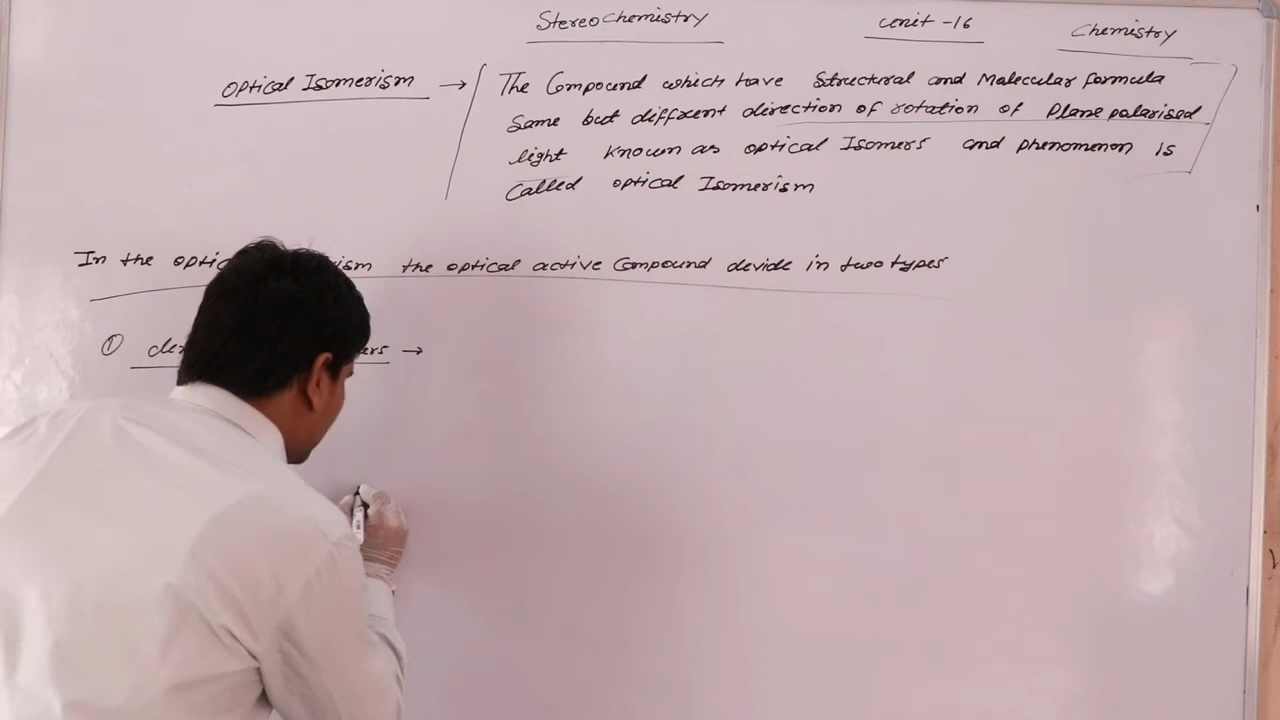 Stereochemistry unit -16 Chemistry
optical Isomerism → The Compound which have Structural and Molecular formula
Same but different direction of rotation of Plane polarised
light known as optical Isomers and phenomenon is
Called optical Isomerism
In the the optical active Compound devide in two types
① →